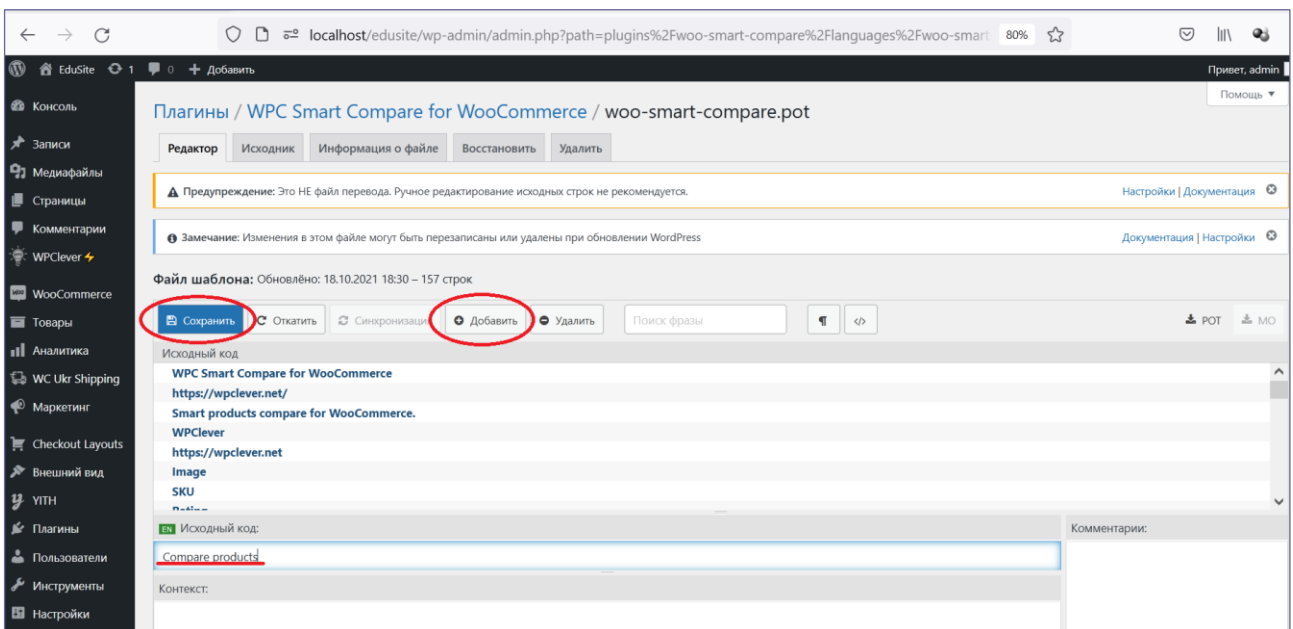 localhost/edusite/wp-admin/admin.php?path=plugins%2Fwoo-smart-compare%2Flanguages%2Fwoo-smart 80%
EduSite 1 0 + Добавить Привет, admin
Помощь
Консоль
Записи
Медиафайлы
Страницы
Комментарии
WPClever
WooCommerce
Товары
Аналитика
WC Ukr Shipping
Маркетинг
Checkout Layouts
Внешний вид
YITH
Плагины
Пользователи
Инструменты
Настройки
Плагины / WPC Smart Compare for WooCommerce / woo-smart-compare.pot
Редактор Исходник Информация о файле Восстановить Удалить
Предупреждение: Это НЕ файл перевода. Ручное редактирование исходных строк не рекомендуется. Настройки | Документация
Замечание: Изменения в этом файле могут быть перезаписаны или удалены при обновлении WordPress Документация | Настройки
Файл шаблона: Обновлёно: 18.10.2021 18:30 – 157 строк
Сохранить Откатить Синхронизаци Добавить Удалить Поиск фразы ¶ </> POT MO
Исходный код
WPC Smart Compare for WooCommerce
https://wpclever.net/
Smart products compare for WooCommerce.
WPClever
https://wpclever.net
Image
SKU
Rating
EN Исходный код: Комментарии:
Compare products
Контекст: